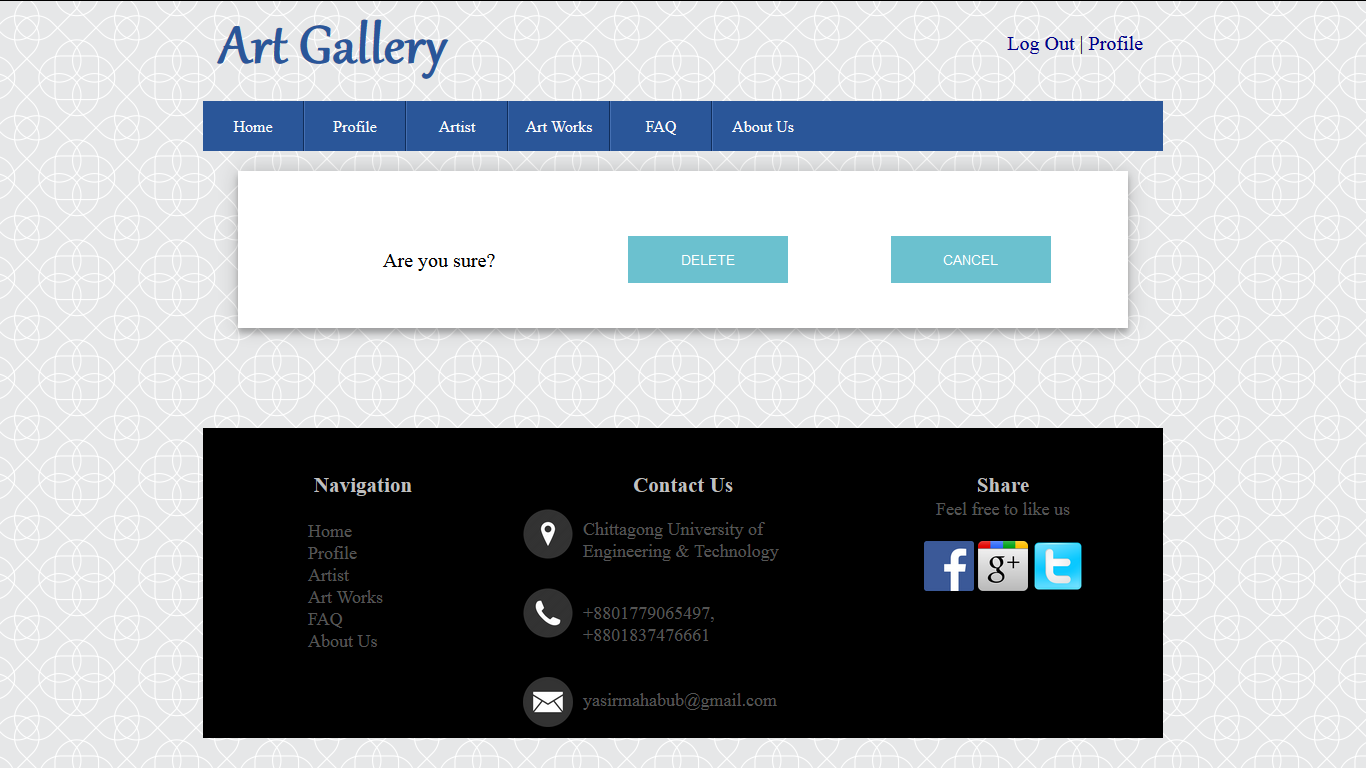 Art Gallery
Log Out | Profile
Home Profile Artist Art Works FAQ About Us
Are you sure? DELETE CANCEL
Navigation
Home
Profile
Artist
Art Works
FAQ
About Us
Contact Us
Chittagong University of
Engineering & Technology
+8801779065497,
+8801837476661
yasirmahabub@gmail.com
Share
Feel free to like us
f g+ t